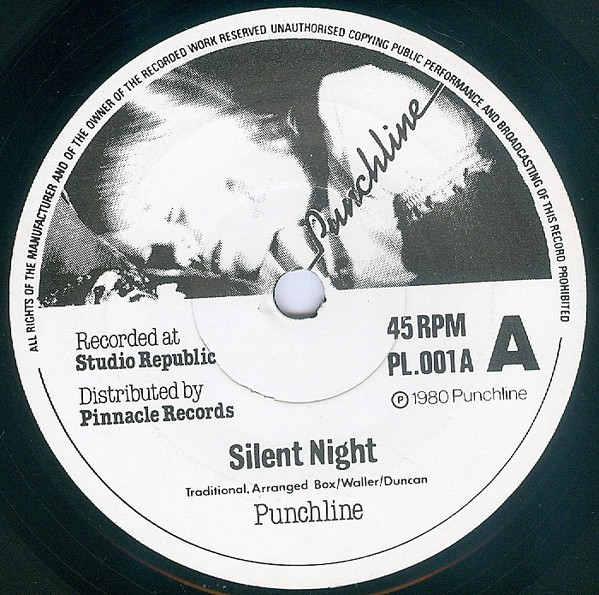 ALL RIGHTS OF THE MANUFACTURER AND OF THE OWNER OF THE RECORDED WORK RESERVED UNAUTHORISED COPYING PUBLIC PERFORMANCE AND BROADCASTING OF THIS RECORD PROHIBITED
Punchline
Recorded at
Studio Republic
Distributed by
Pinnacle Records
45 RPM
PL.001A
A
Ⓟ 1980 Punchline
Silent Night
Traditional, Arranged Box/Waller/Duncan
Punchline